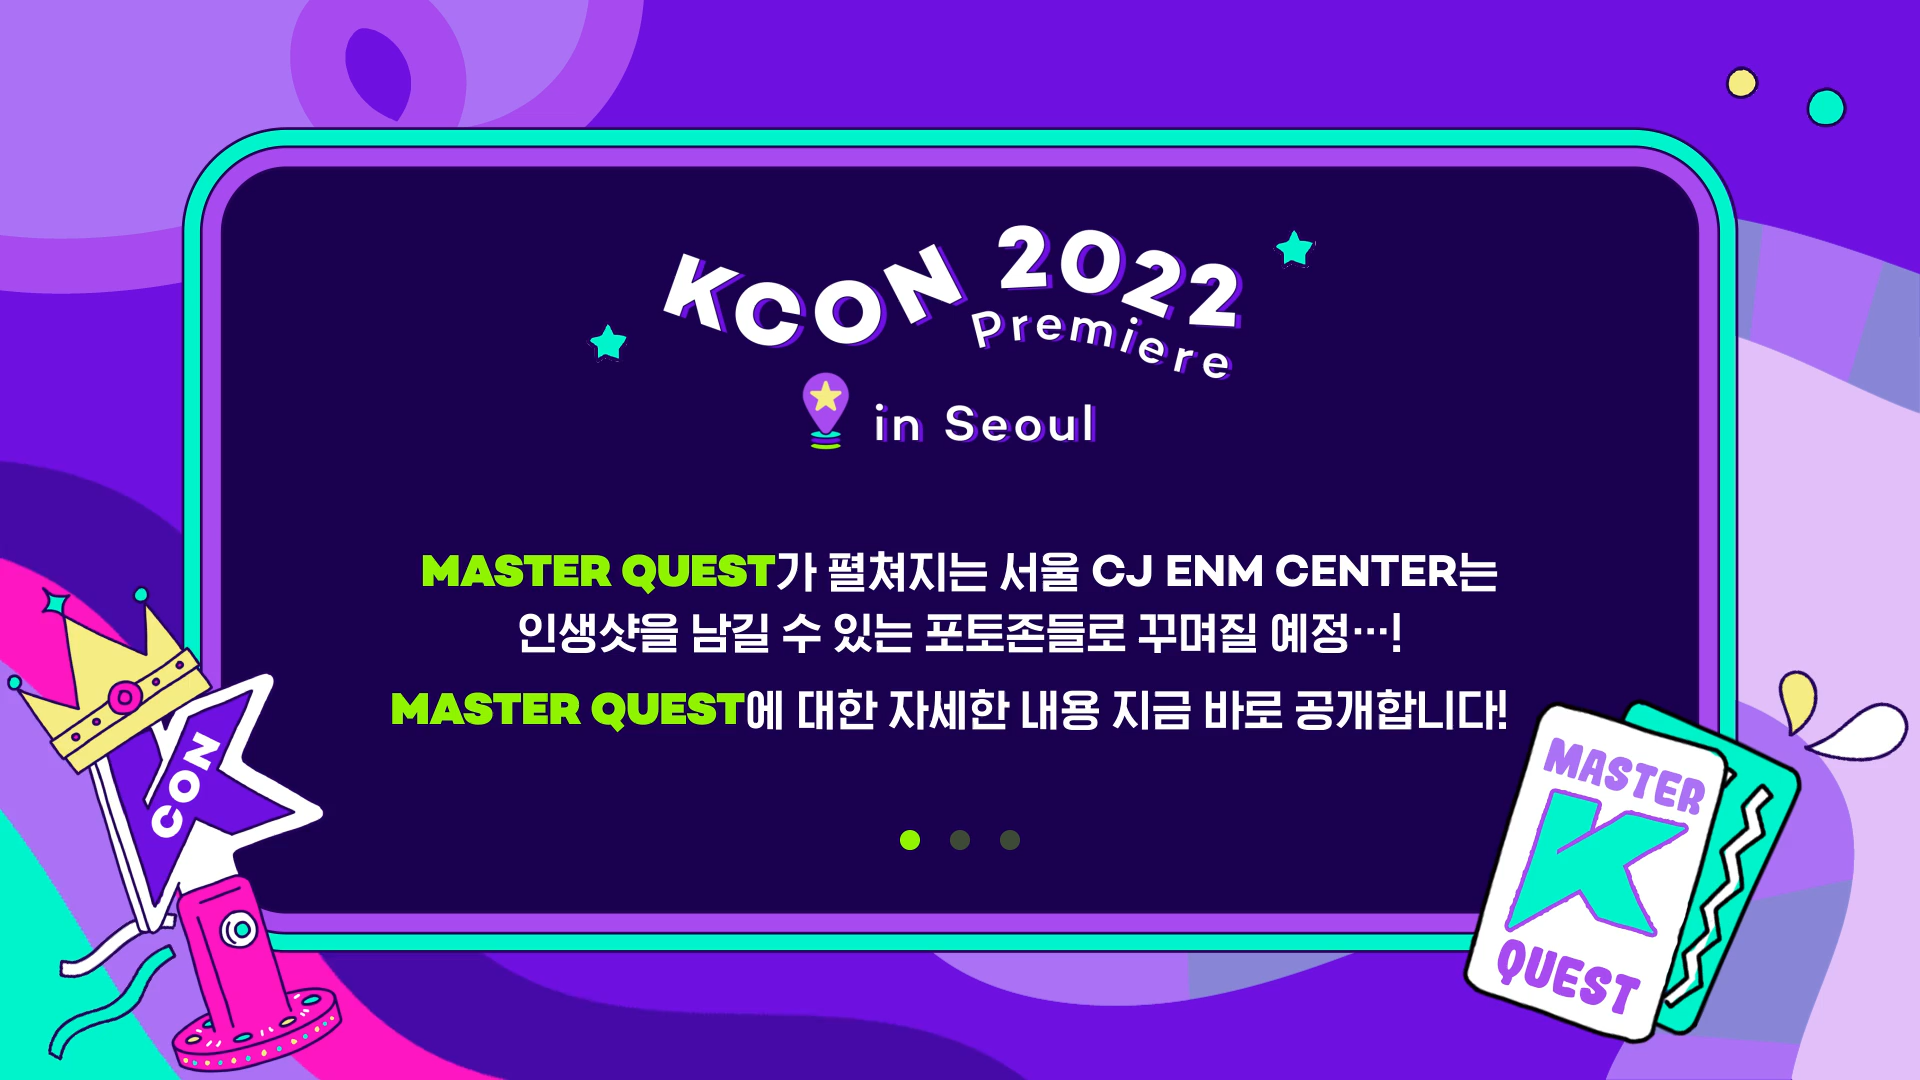 KCON 2022
Premiere
in Seoul
MASTER QUEST가 펼쳐지는 서울 CJ ENM CENTER는
인생샷을 남길 수 있는 포토존들로 꾸며질 예정…!
MASTER QUEST에 대한 자세한 내용 지금 바로 공개합니다!
CON
MASTER
K
QUEST